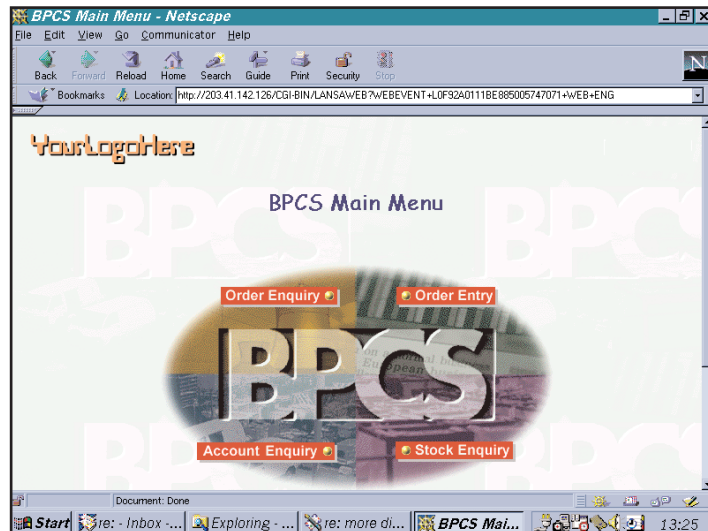 BPCS Main Menu - Netscape
File Edit View Go Communicator Help
Back Forward Reload Home Search Guide Print Security Stop
N
Bookmarks Location: http://203.41.142.126/CGI-BIN/LANSAWEB?WEBEVENT+L0F92A0111BE885005747071+WEB+ENG
YourLogoHere
BPCS Main Menu
Order Enquiry Order Entry
BPCS
Account Enquiry Stock Enquiry
Document: Done
Start re: - Inbox -... Exploring - ... re: more di... BPCS Mai... 13:25